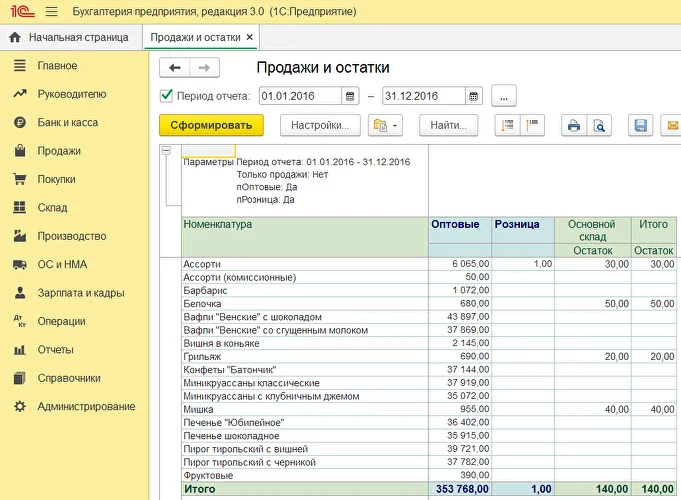 1С Бухгалтерия предприятия, редакция 3.0 (1С:Предприятие)
Начальная страница Продажи и остатки ×
Главное
Руководителю
Банк и касса
Продажи
Покупки
Склад
Производство
ОС и НМА
Зарплата и кадры
Дт Кт Операции
Отчеты
Справочники
Администрирование
Продажи и остатки
Период отчета: 01.01.2016 – 31.12.2016 ...
Сформировать Настройки... Найти...
Параметры Период отчета: 01.01.2016 - 31.12.2016
Только продажи: Нет
пОптовые: Да
пРозница: Да
Номенклатура Оптовые Розница Основной склад Итого
Остаток Остаток
Ассорти 6 065,00 1,00 30,00 30,00
Ассорти (комиссионные) 50,00
Барбарис 1 072,00
Белочка 680,00 50,00 50,00
Вафли "Венские" с шоколадом 43 897,00
Вафли "Венские" со сгущенным молоком 37 869,00
Вишня в коньяке 2 145,00
Грильяж 690,00 20,00 20,00
Конфеты "Батончик" 37 144,00
Миникруассаны классические 37 919,00
Миникруассаны с клубничным джемом 35 072,00
Мишка 955,00 40,00 40,00
Печенье "Юбилейное" 36 402,00
Печенье шоколадное 35 915,00
Пирог тирольский с вишней 39 721,00
Пирог тирольский с черникой 37 782,00
Фруктовые 390,00
Итого 353 768,00 1,00 140,00 140,00